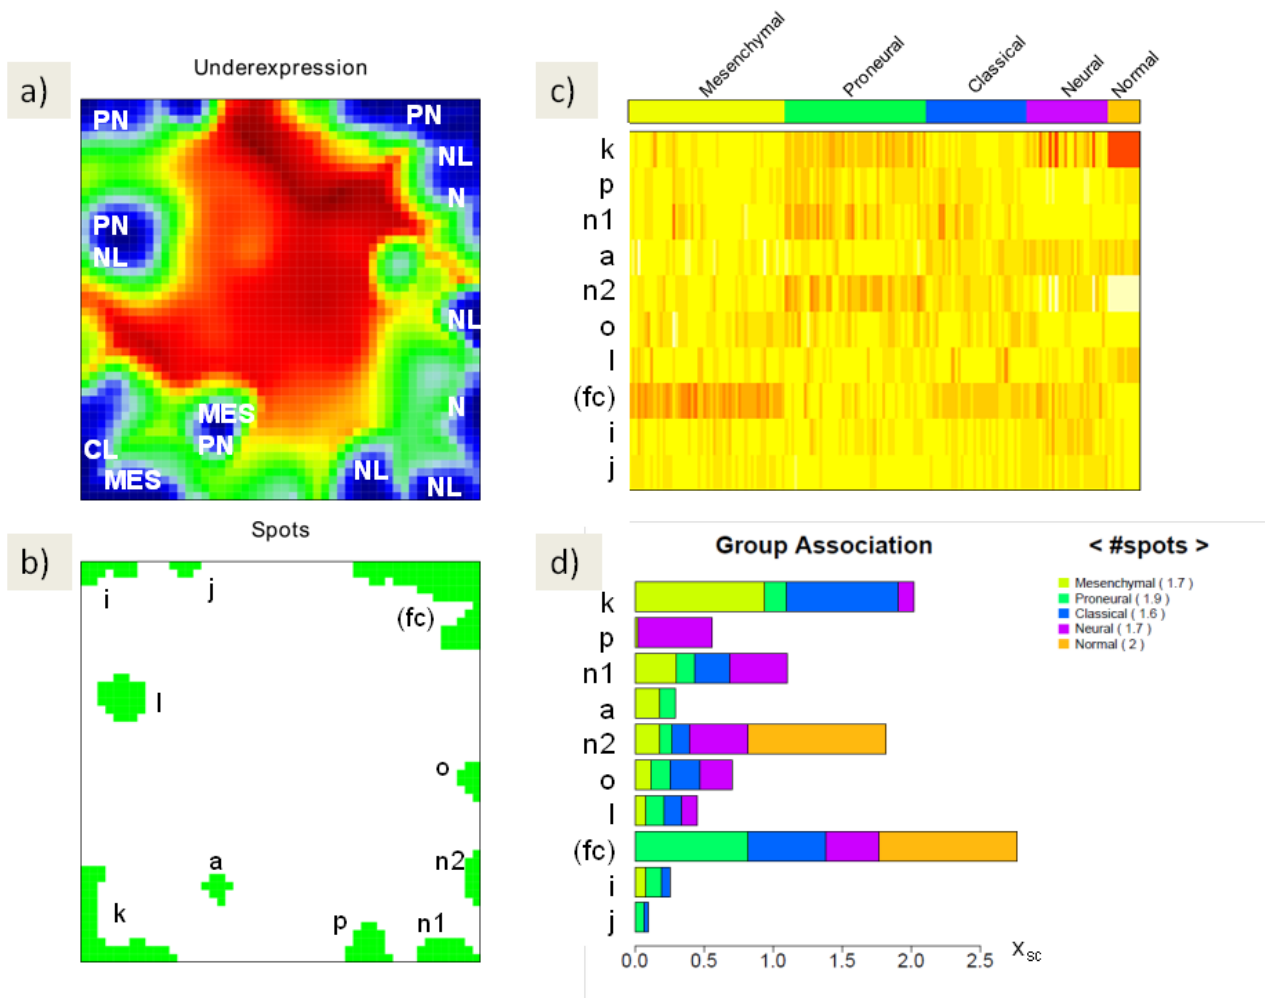 a)
Underexpression
PN
PN
NL
N
PN
NL
NL
MES
PN
N
CL
MES
NL
NL
b)
Spots
i
j
(fc)
l
o
a
n2
k
p
n1
c)
Mesenchymal
Proneural
Classical
Neural
Normal
k
p
n1
a
n2
o
l
(fc)
i
j
d)
Group Association
< #spots >
Mesenchymal ( 1.7 )
Proneural ( 1.9 )
Classical ( 1.6 )
Neural ( 1.7 )
Normal ( 2 )
k
p
n1
a
n2
o
l
(fc)
i
j
0.0 0.5 1.0 1.5 2.0 2.5 xsc